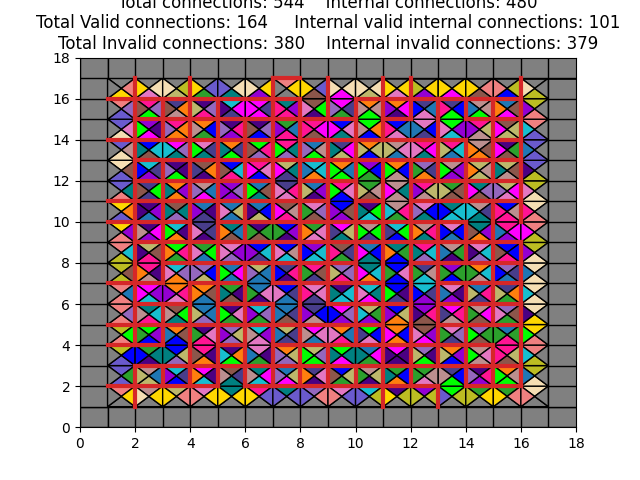 Total connections: 544    Internal connections: 480
Total Valid connections: 164     Internal valid internal connections: 101
Total Invalid connections: 380    Internal invalid connections: 379
18
16
14
12
10
8
6
4
2
0
0 2 4 6 8 10 12 14 16 18